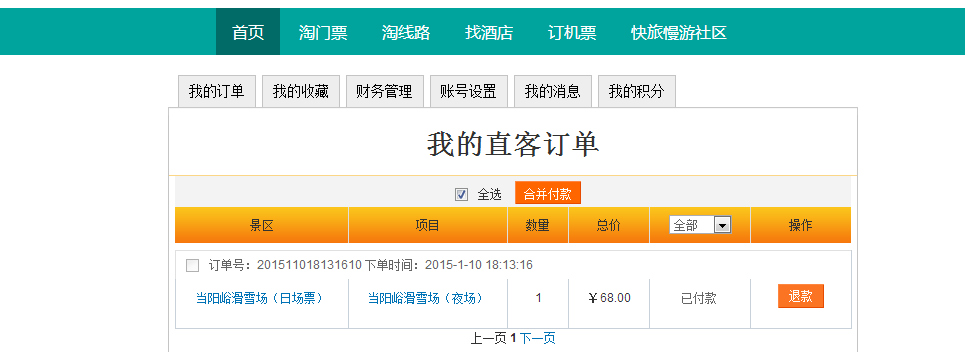 首页 淘门票 淘线路 找酒店 订机票 快旅慢游社区
我的订单 我的收藏 财务管理 账号设置 我的消息 我的积分
我的直客订单
全选 合并付款
景区 项目 数量 总价 全部 操作
订单号：201511018131610 下单时间：2015-1-10 18:13:16
当阳峪滑雪场（日场票） 当阳峪滑雪场（夜场） 1 ￥68.00 已付款 退款
上一页 1 下一页